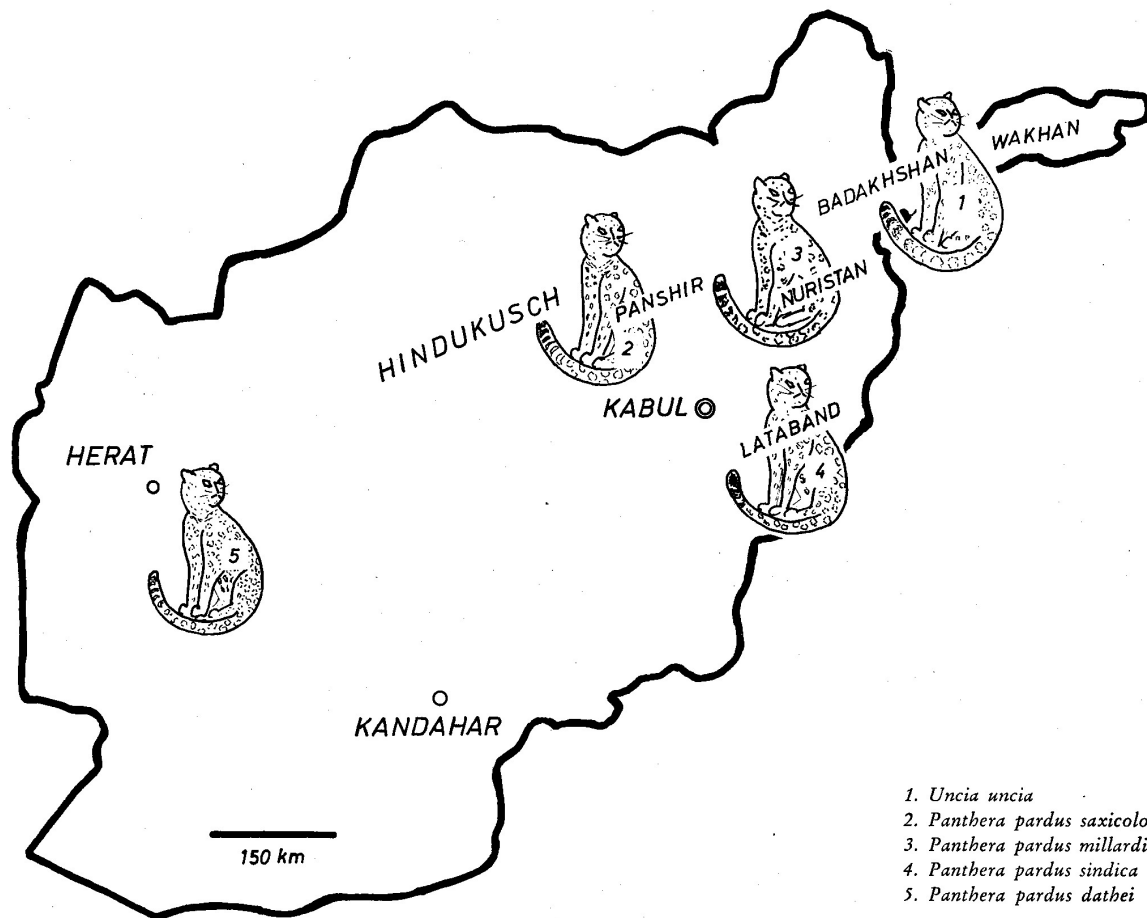 WAKHAN
BADAKHSHAN
1
3
NURISTAN
PANSHIR
HINDUKUSCH
2
KABUL
LATABAND
4
HERAT
5
KANDAHAR
150 km
1. Uncia uncia
2. Panthera pardus saxicolo
3. Panthera pardus millardi
4. Panthera pardus sindica
5. Panthera pardus dathei